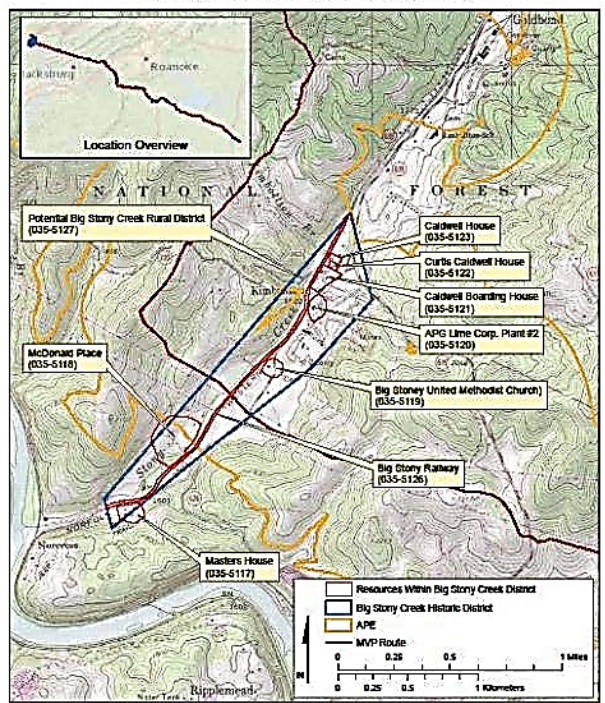 Goldbond
Roanoke
Location Overview
NATIONAL FOREST
Potential Big Stony Creek Rural District
(035-5127)
Caldwell House
(035-5123)
Curtis Caldwell House
(035-5122)
Caldwell Boarding House
(035-5121)
APG Lime Corp. Plant #2
(035-5120)
McDonald Place
(035-5118)
Big Stoney United Methodist Church)
(035-5119)
Big Stony Railway
(035-5126)
Stony
Creek
Norcross
Masters House
(035-5117)
Ripplemead
Resources Within Big Stony Creek District
Big Stony Creek Historic District
APE
MVP Route
0 0.25 0.5 1 Miles
0 0.25 0.5 1 Kilometers
N